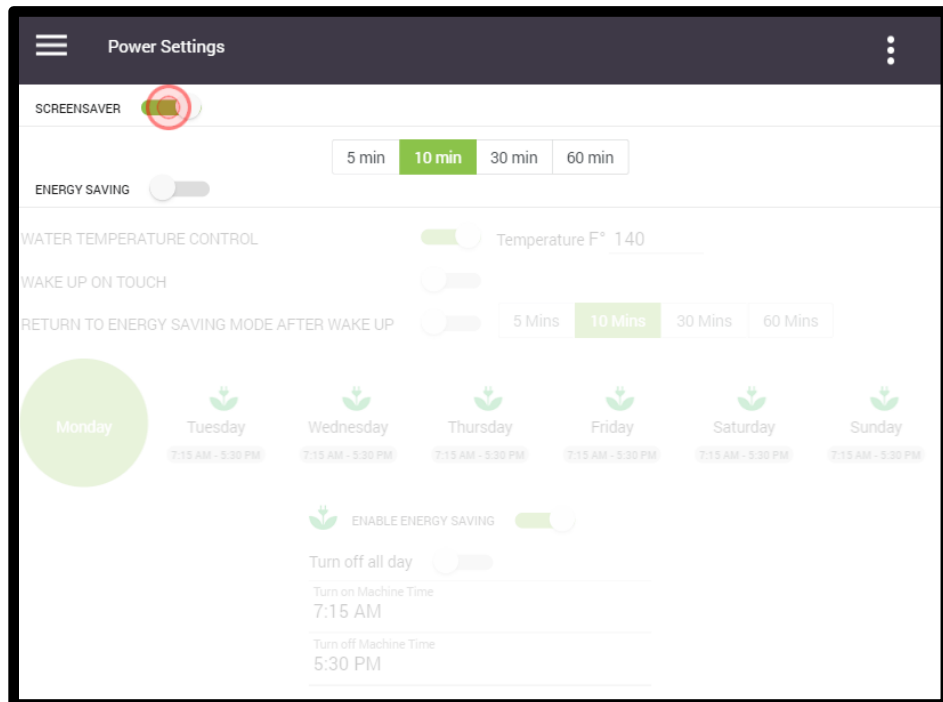 Power Settings
SCREENSAVER
5 min 10 min 30 min 60 min
ENERGY SAVING
WATER TEMPERATURE CONTROL Temperature F° 140
WAKE UP ON TOUCH
RETURN TO ENERGY SAVING MODE AFTER WAKE UP 5 Mins 10 Mins 30 Mins 60 Mins
Monday Tuesday Wednesday Thursday Friday Saturday Sunday
7:15 AM - 5:30 PM 7:15 AM - 5:30 PM 7:15 AM - 5:30 PM 7:15 AM - 5:30 PM 7:15 AM - 5:30 PM 7:15 AM - 5:30 PM
ENABLE ENERGY SAVING
Turn off all day
Turn on Machine Time
7:15 AM
Turn off Machine Time
5:30 PM